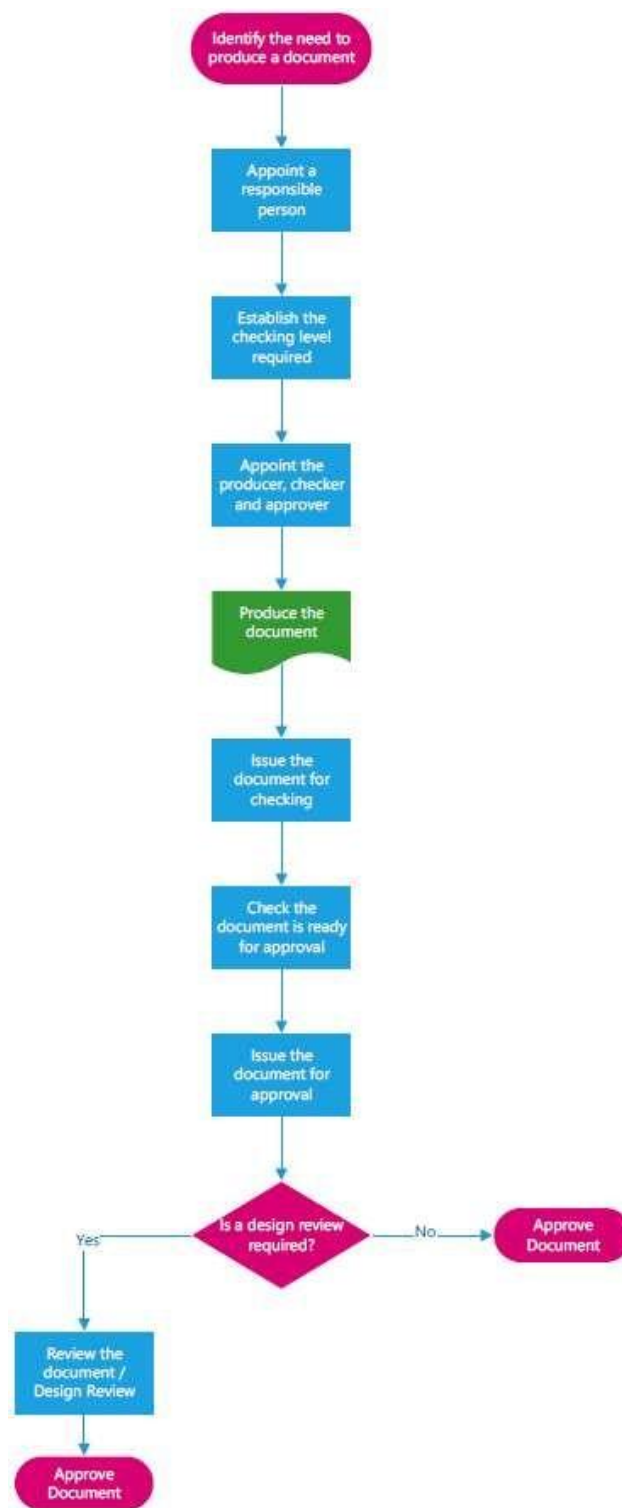 Identify the need to
produce a document
Appoint a
responsible
person
Establish the
checking level
required
Appoint the
producer, checker
and approver
Produce the
document
Issue the
document for
checking
Check the
document is ready
for approval
Issue the
document for
approval
Is a design review
required?
Yes
No
Approve
Document
Review the
document /
Design Review
Approve
Document